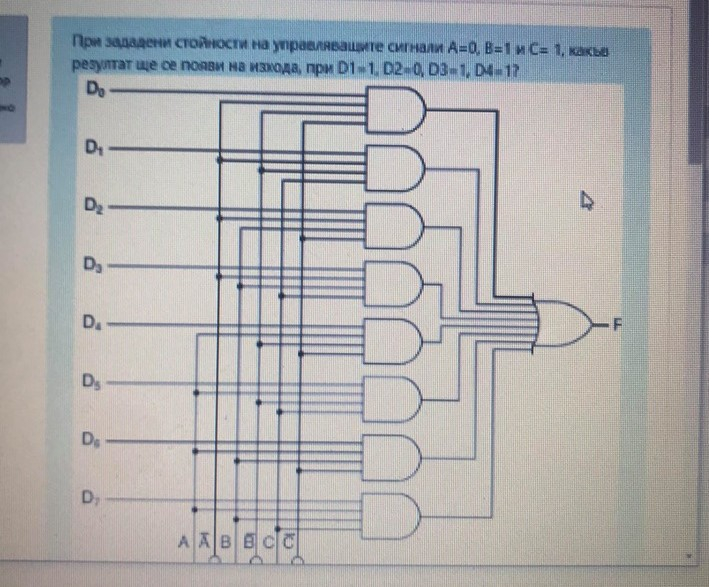 При зададени стойности на управляващите сигнали A=0, B=1 и C= 1, какъв
резултат ще се появи на изхода, при D1=1, D2=0, D3=1, D4=1?
D₀
D₁
D₂
D₃
D₄
F
D₅
D₆
D₇
A A̅ B B̅ C C̅